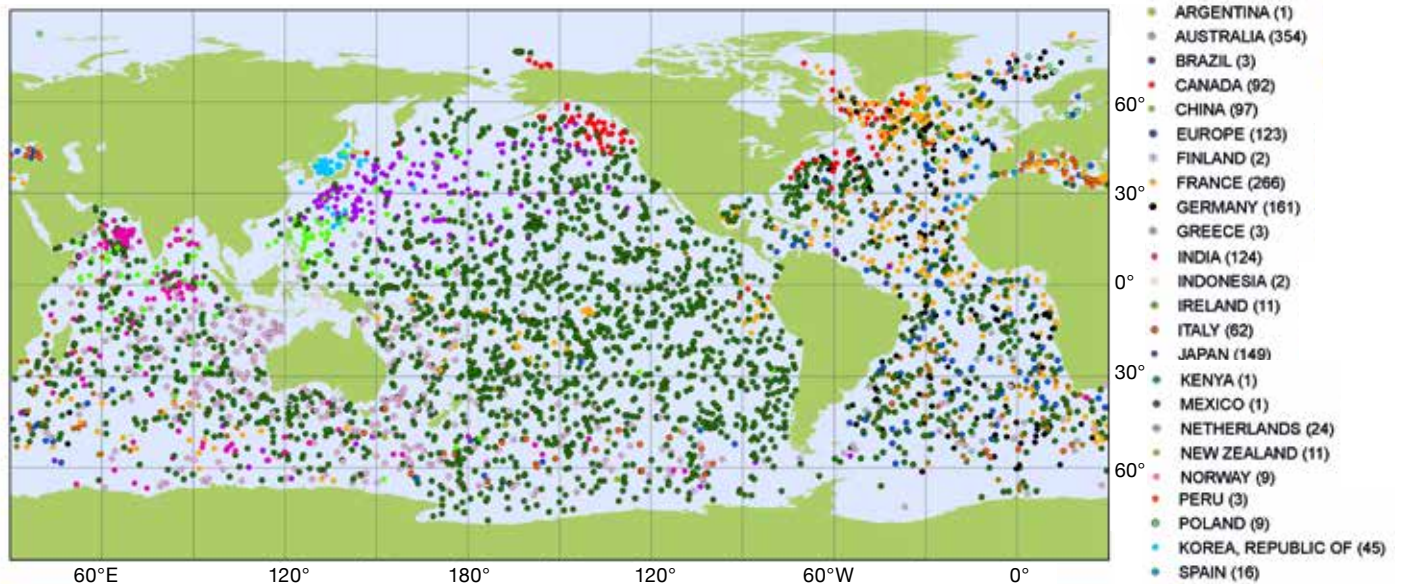 ARGENTINA (1)
AUSTRALIA (354)
BRAZIL (3)
CANADA (92)
CHINA (97)
EUROPE (123)
FINLAND (2)
FRANCE (266)
GERMANY (161)
GREECE (3)
INDIA (124)
INDONESIA (2)
IRELAND (11)
ITALY (62)
JAPAN (149)
KENYA (1)
MEXICO (1)
NETHERLANDS (24)
NEW ZEALAND (11)
NORWAY (9)
PERU (3)
POLAND (9)
KOREA, REPUBLIC OF (45)
SPAIN (16)
60°
30°
0°
30°
60°
60°E 120° 180° 120° 60°W 0°